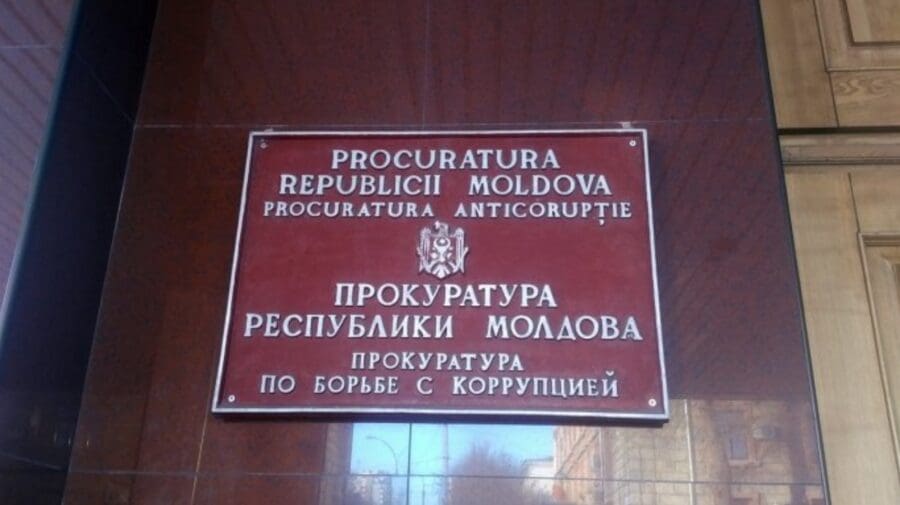 PROCURATURA
REPUBLICII MOLDOVA
PROCURATURA ANTICORUPȚIE
ПРОКУРАТУРА
РЕСПУБЛИКИ МОЛДОВА
ПРОКУРАТУРА
ПО БОРЬБЕ С КОРРУПЦИЕЙ